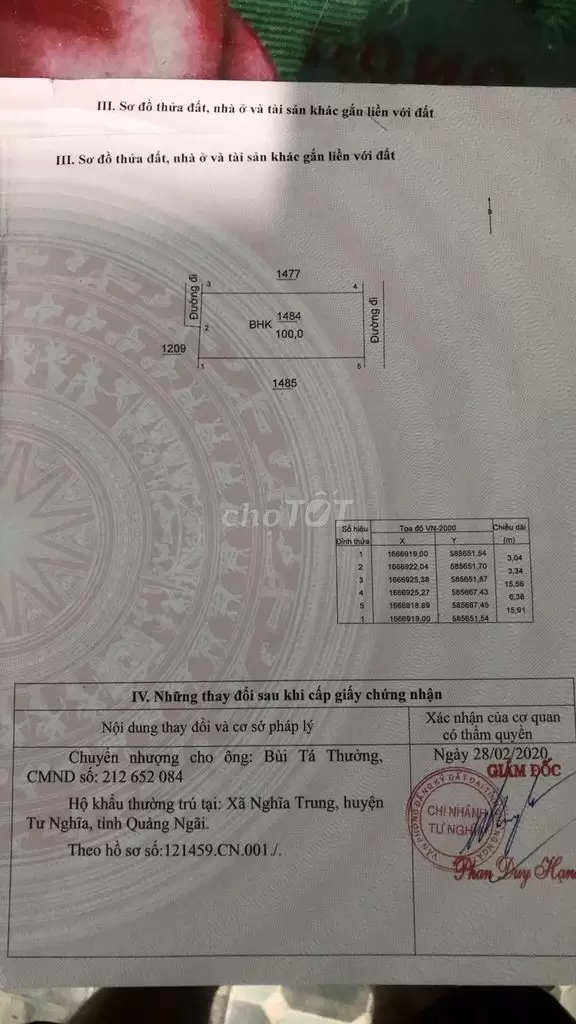 III. Sơ đồ thửa đất, nhà ở và tài sản khác gắn liền với đất
III. Sơ đồ thửa đất, nhà ở và tài sản khác gắn liền với đất
B
1477
Đường đi
3
4
2
BHK 1484
100,0
Đường đi
1209
1
5
1485
choTỐT
Số hiệu Tọa độ VN-2000 Chiều dài
Đỉnh thửa X Y (m)
1 1666919,00 585651,54
3,04
2 1666922,04 585651,70
3,34
3 1666925,38 585651,87
15,56
4 1666925,27 585667,43
6,38
5 1666918,89 585667,45
15,91
1 1666919,00 585651,54
IV. Những thay đổi sau khi cấp giấy chứng nhận
Nội dung thay đổi và cơ sở pháp lý
Xác nhận của cơ quan
có thẩm quyền
Chuyển nhượng cho ông: Bùi Tá Thưởng,
CMND số: 212 652 084
Hộ khẩu thường trú tại: Xã Nghĩa Trung, huyện
Tư Nghĩa, tỉnh Quảng Ngãi.
Theo hồ sơ số:121459.CN.001./.
Ngày 28/02/2020
GIÁM ĐỐC
VĂN PHÒNG ĐĂNG KÝ ĐẤT ĐAI
CHI NHÁNH
TƯ NGHĨA
Phan Duy Hạn